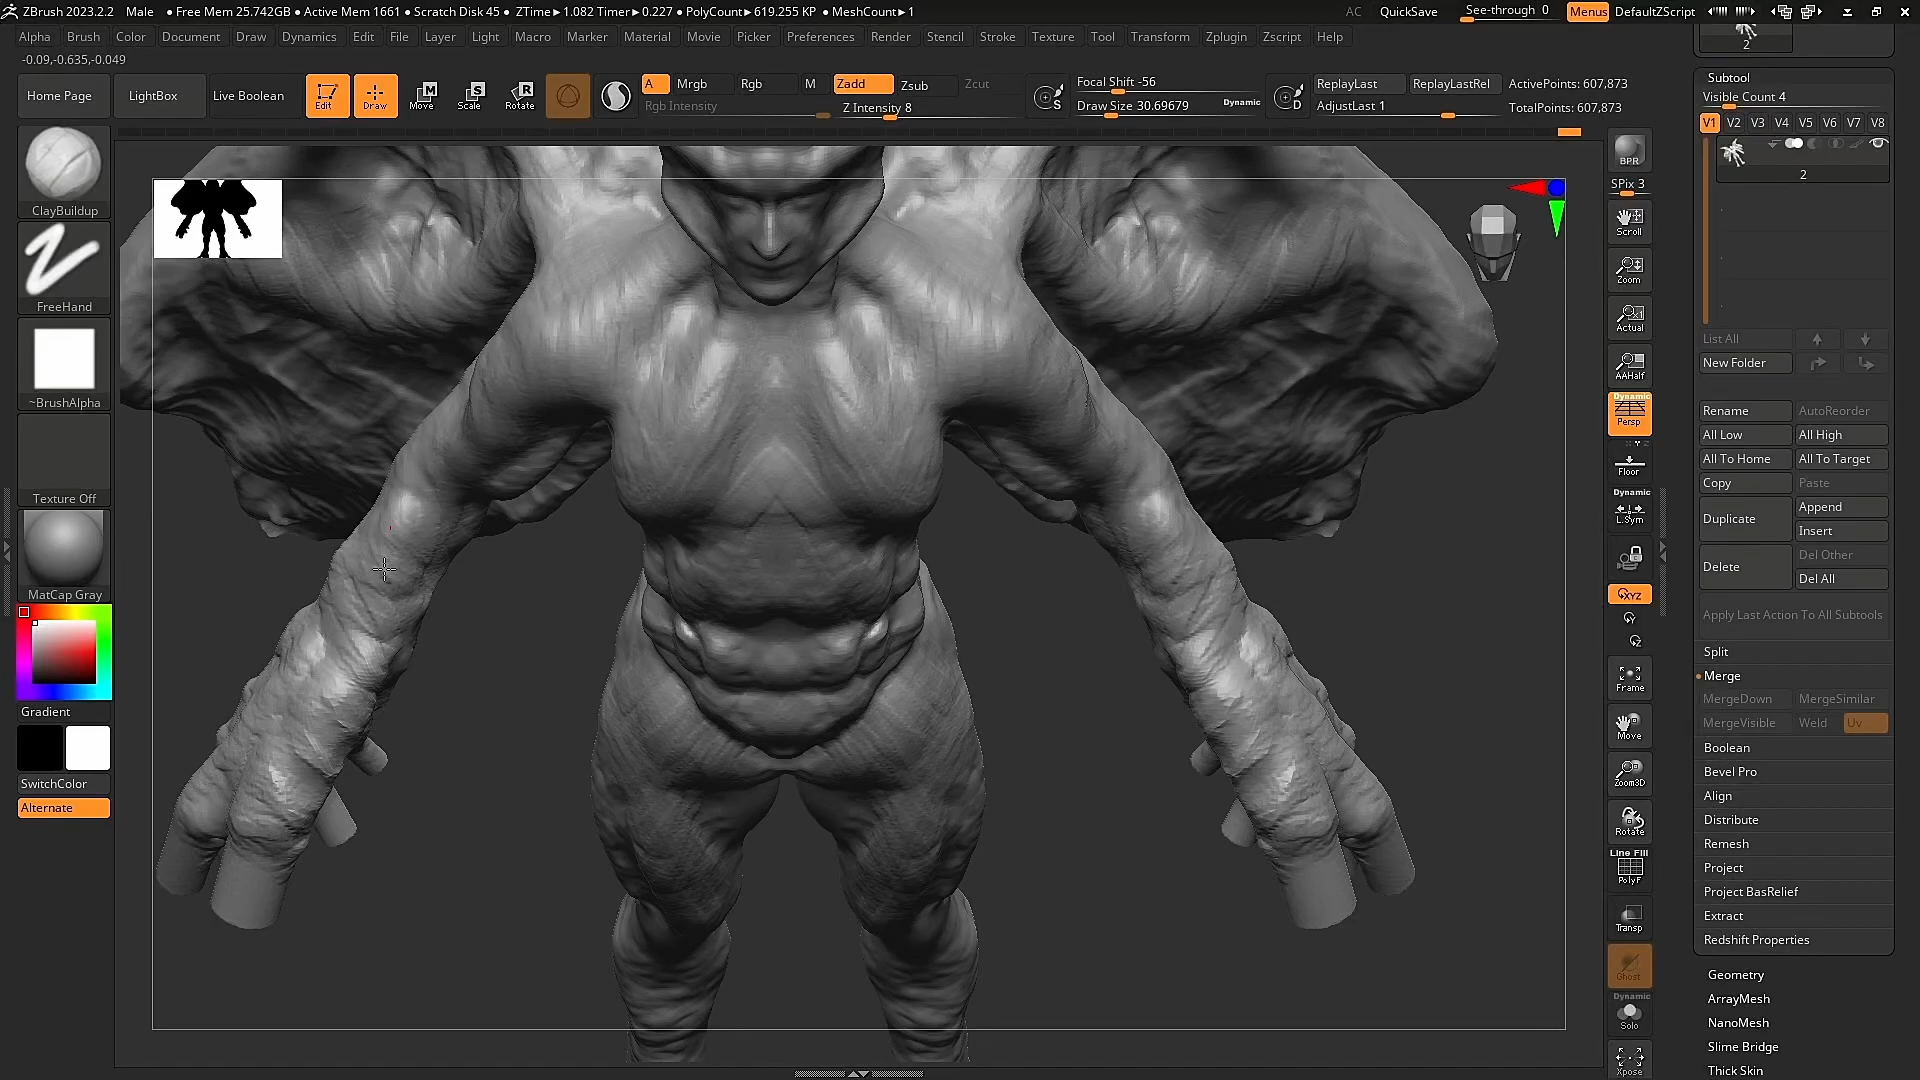 ZBrush 2023.2.2 Male • Free Mem 25.742GB • Active Mem 1661 • Scratch Disk 45 • ZTime►1.082 Timer►0.227 • PolyCount►619.255 KP • MeshCount►1 AC QuickSave See-through 0 Menus DefaultZScript
Alpha Brush Color Document Draw Dynamics Edit File Layer Light Macro Marker Material Movie Picker Preferences Render Stencil Stroke Texture Tool Transform Zplugin Zscript Help
2
-0.09,-0.635,-0.049
Home Page LightBox Live Boolean Edit Draw Move Scale Rotate
A Mrgb Rgb M Zadd Zsub Zcut
Rgb Intensity Z Intensity 8
Focal Shift -56
Draw Size 30.69679 Dynamic
S D
ReplayLast ReplayLastRel
AdjustLast 1
ActivePoints: 607,873
TotalPoints: 607,873
ClayBuildup
FreeHand
~BrushAlpha
Texture Off
MatCap Gray
Gradient
SwitchColor
Alternate
BPR
SPix 3
Scroll
Zoom
Actual
AAHalf
Dynamic
Persp
Floor
Dynamic
L.Sym
XYZ
Y
Z
Frame
Move
Zoom3D
Rotate
Line Fill
PolyF
Transp
Ghost
Dynamic
Solo
Xpose
Subtool
Visible Count 4
V1 V2 V3 V4 V5 V6 V7 V8
2
List All
New Folder
Rename AutoReorder
All Low All High
All To Home All To Target
Copy Paste
Duplicate Append
Insert
Delete Del Other
Del All
Apply Last Action To All Subtools
Split
Merge
MergeDown MergeSimilar
MergeVisible Weld Uv
Boolean
Bevel Pro
Align
Distribute
Remesh
Project
Project BasRelief
Extract
Redshift Properties
Geometry
ArrayMesh
NanoMesh
Slime Bridge
Thick Skin